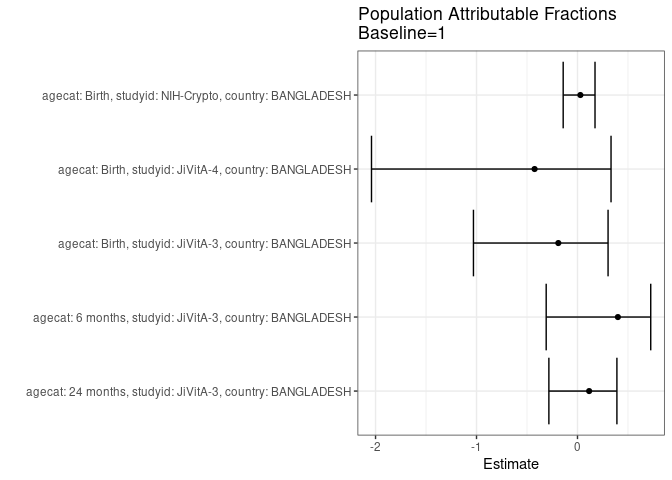 Population Attributable Fractions
Baseline=1
agecat: Birth, studyid: NIH-Crypto, country: BANGLADESH
agecat: Birth, studyid: JiVitA-4, country: BANGLADESH
agecat: Birth, studyid: JiVitA-3, country: BANGLADESH
agecat: 6 months, studyid: JiVitA-3, country: BANGLADESH
agecat: 24 months, studyid: JiVitA-3, country: BANGLADESH
-2 -1 0
Estimate